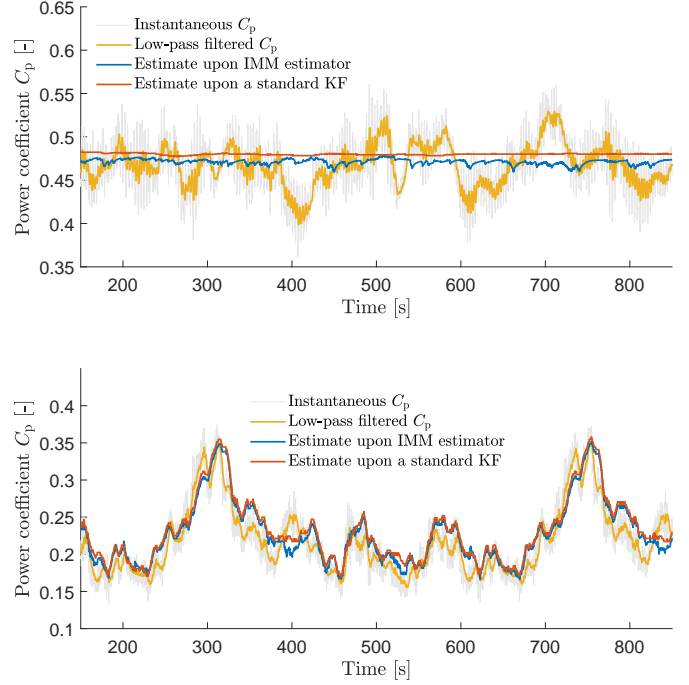 0.65
Instantaneous Cp
Low-pass filtered Cp
Estimate upon IMM estimator
Estimate upon a standard KF
0.6
0.55
0.5
0.45
0.4
0.35
Power coefficient Cp [-]
200 300 400 500 600 700 800
Time [s]
Instantaneous Cp
Low-pass filtered Cp
Estimate upon IMM estimator
Estimate upon a standard KF
0.4
0.35
0.3
0.25
0.2
0.15
0.1
Power coefficient Cp [-]
200 300 400 500 600 700 800
Time [s]